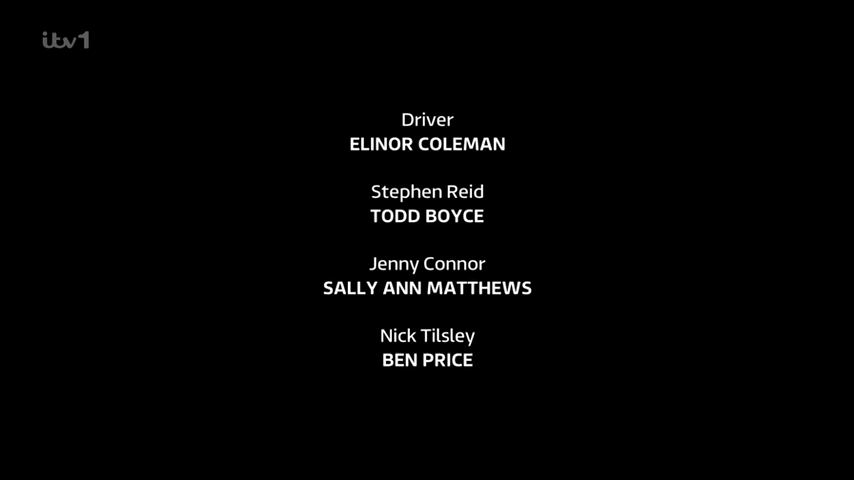 itv1
Driver
ELINOR COLEMAN
Stephen Reid
TODD BOYCE
Jenny Connor
SALLY ANN MATTHEWS
Nick Tilsley
BEN PRICE